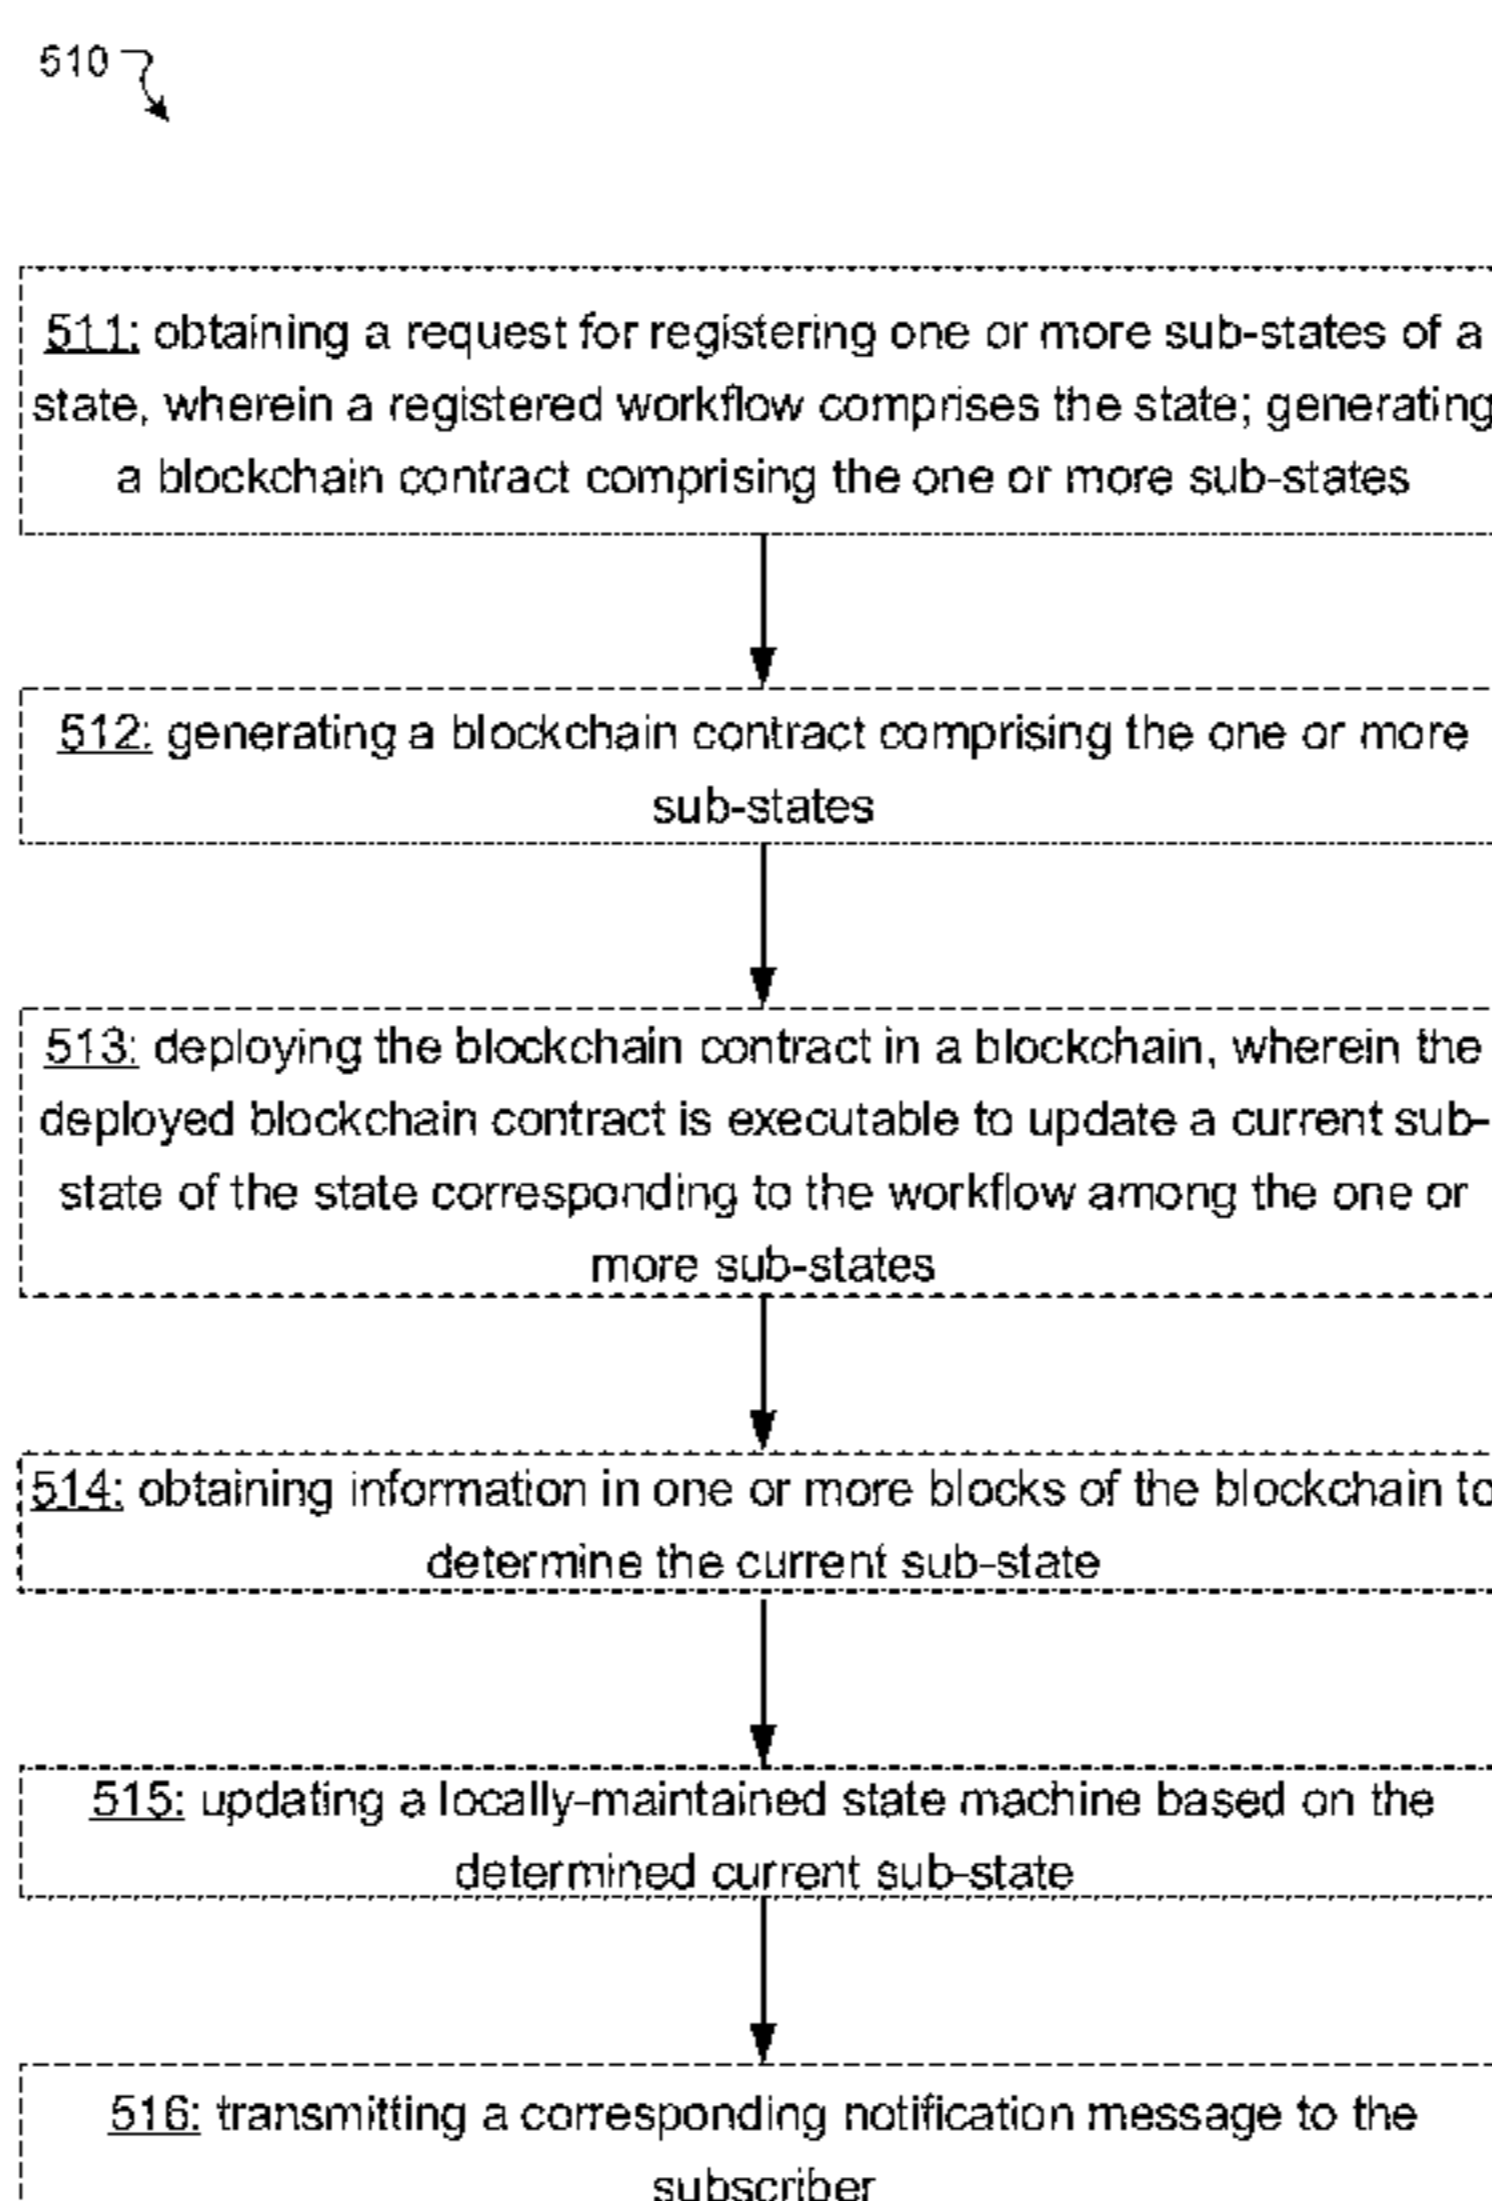 510
511: obtaining a request for registering one or more sub-states of a
state, wherein a registered workflow comprises the state; generating
a blockchain contract comprising the one or more sub-states
512: generating a blockchain contract comprising the one or more
sub-states
513: deploying the blockchain contract in a blockchain, wherein the
deployed blockchain contract is executable to update a current sub-
state of the state corresponding to the workflow among the one or
more sub-states
514: obtaining information in one or more blocks of the blockchain to
determine the current sub-state
515: updating a locally-maintained state machine based on the
determined current sub-state
516: transmitting a corresponding notification message to the
subscriber